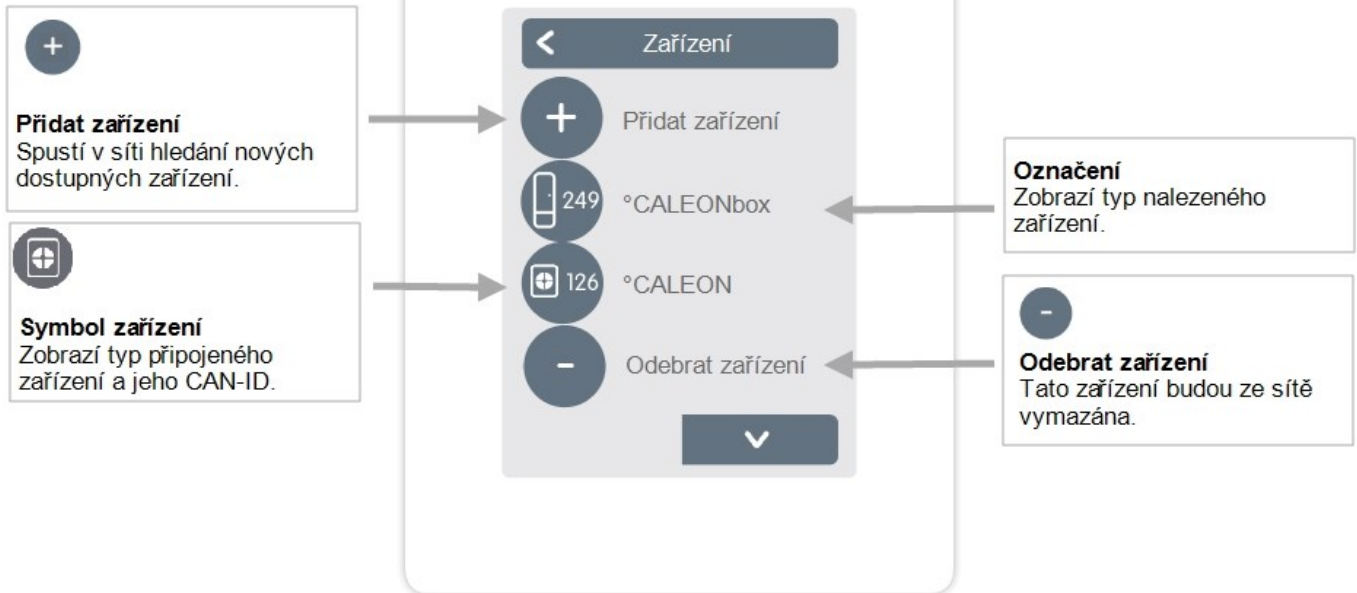 +
Přidat zařízení
Spustí v síti hledání nových
dostupných zařízení.
Symbol zařízení
Zobrazí typ připojeného
zařízení a jeho CAN-ID.
Zařízení
+
Přidat zařízení
249
°CALEONbox
126
°CALEON
-
Odebrat zařízení
Označení
Zobrazí typ nalezeného
zařízení.
-
Odebrat zařízení
Tato zařízení budou ze sítě
vymazána.